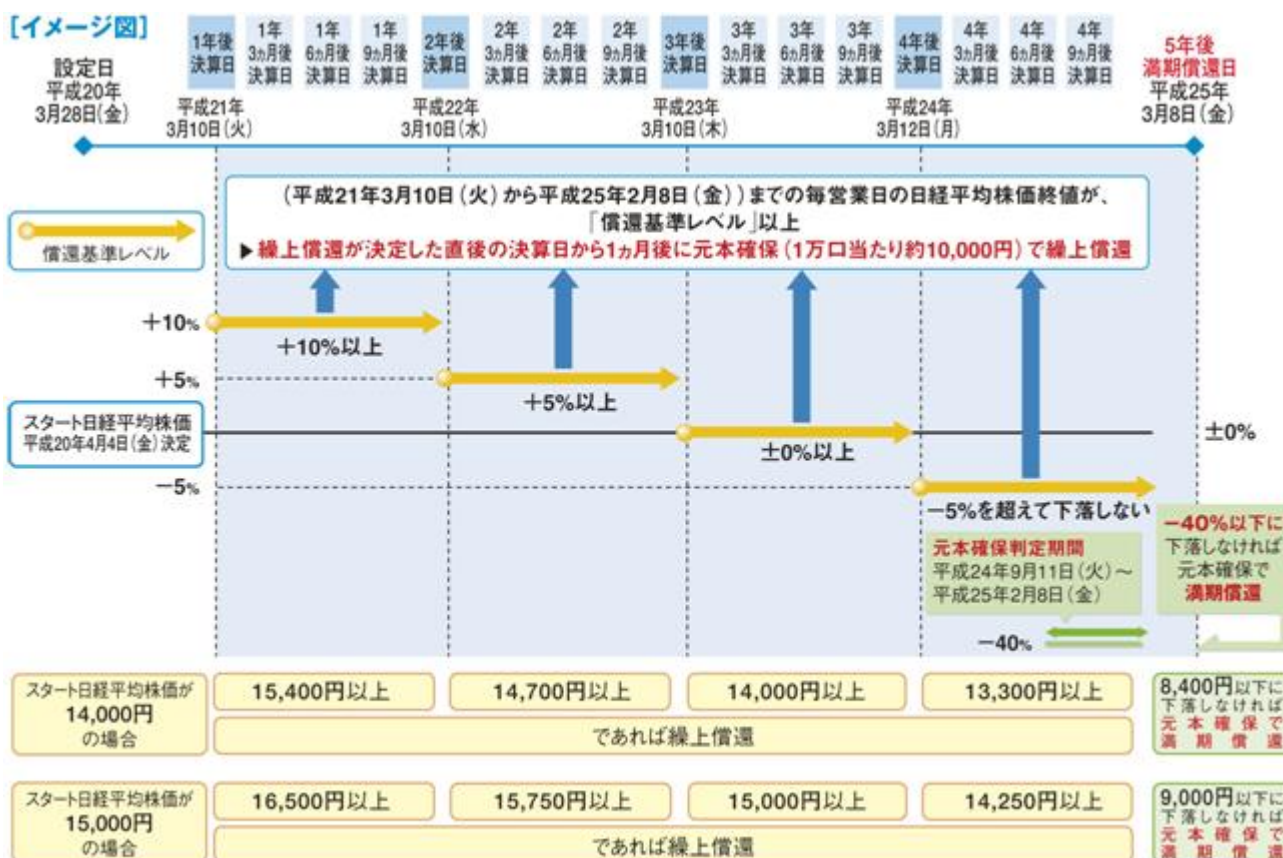 [イメージ図]
設定日
平成20年
3月28日(金)
1年後
決算日
1年
3ヵ月後
決算日
1年
6ヵ月後
決算日
1年
9ヵ月後
決算日
2年後
決算日
2年
3ヵ月後
決算日
2年
6ヵ月後
決算日
2年
9ヵ月後
決算日
3年後
決算日
3年
3ヵ月後
決算日
3年
6ヵ月後
決算日
3年
9ヵ月後
決算日
4年後
決算日
4年
3ヵ月後
決算日
4年
6ヵ月後
決算日
4年
9ヵ月後
決算日
5年後
満期償還日
平成25年
3月8日(金)
平成21年
3月10日(火)
平成22年
3月10日(水)
平成23年
3月10日(木)
平成24年
3月12日(月)
償還基準レベル
(平成21年3月10日(火)から平成25年2月8日(金))までの毎営業日の日経平均株価終値が、
「償還基準レベル」以上
▶繰上償還が決定した直後の決算日から1ヵ月後に元本確保(1万口当たり約10,000円)で繰上償還
+10%
+10%以上
+5%
+5%以上
スタート日経平均株価
平成20年4月4日(金)決定
±0%
±0%以上
−5%
−5%を超えて下落しない
元本確保判定期間
平成24年9月11日(火)〜
平成25年2月8日(金)
−40%
−40%以下に
下落しなければ
元本確保で
満期償還
スタート日経平均株価が
14,000円
の場合
15,400円以上
14,700円以上
14,000円以上
13,300円以上
であれば繰上償還
8,400円以下に
下落しなければ
元本確保で
満期償還
スタート日経平均株価が
15,000円
の場合
16,500円以上
15,750円以上
15,000円以上
14,250円以上
であれば繰上償還
9,000円以下に
下落しなければ
元本確保で
満期償還